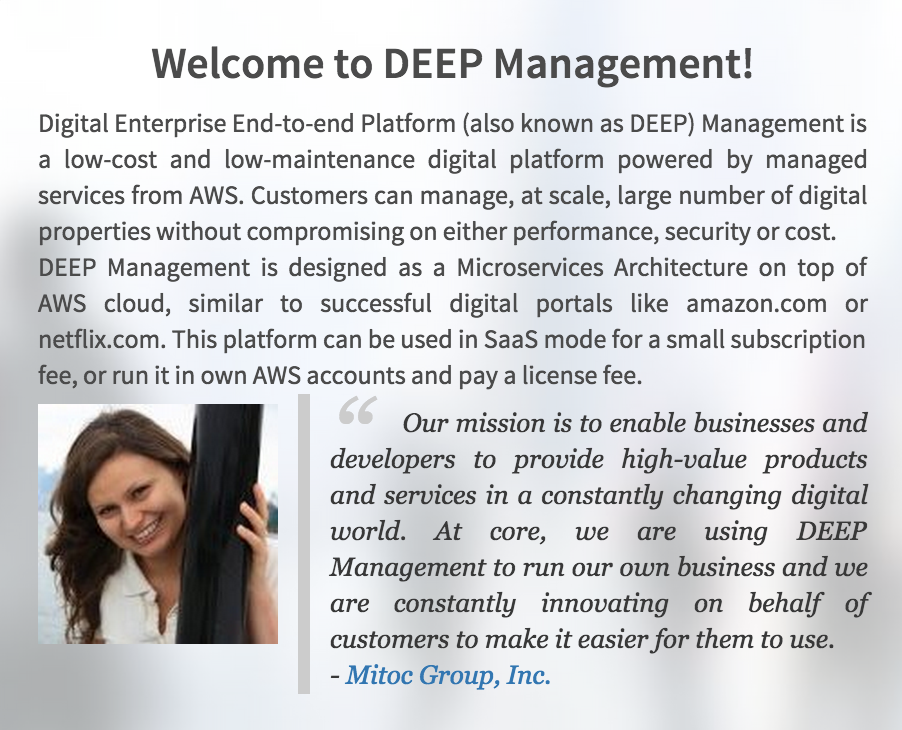 Welcome to DEEP Management!
Digital Enterprise End-to-end Platform (also known as DEEP) Management is
a low-cost and low-maintenance digital platform powered by managed
services from AWS. Customers can manage, at scale, large number of digital
properties without compromising on either performance, security or cost.
DEEP Management is designed as a Microservices Architecture on top of
AWS cloud, similar to successful digital portals like amazon.com or
netflix.com. This platform can be used in SaaS mode for a small subscription
fee, or run it in own AWS accounts and pay a license fee.
“ Our mission is to enable businesses and
developers to provide high-value products
and services in a constantly changing digital
world. At core, we are using DEEP
Management to run our own business and we
are constantly innovating on behalf of
customers to make it easier for them to use.
- Mitoc Group, Inc.